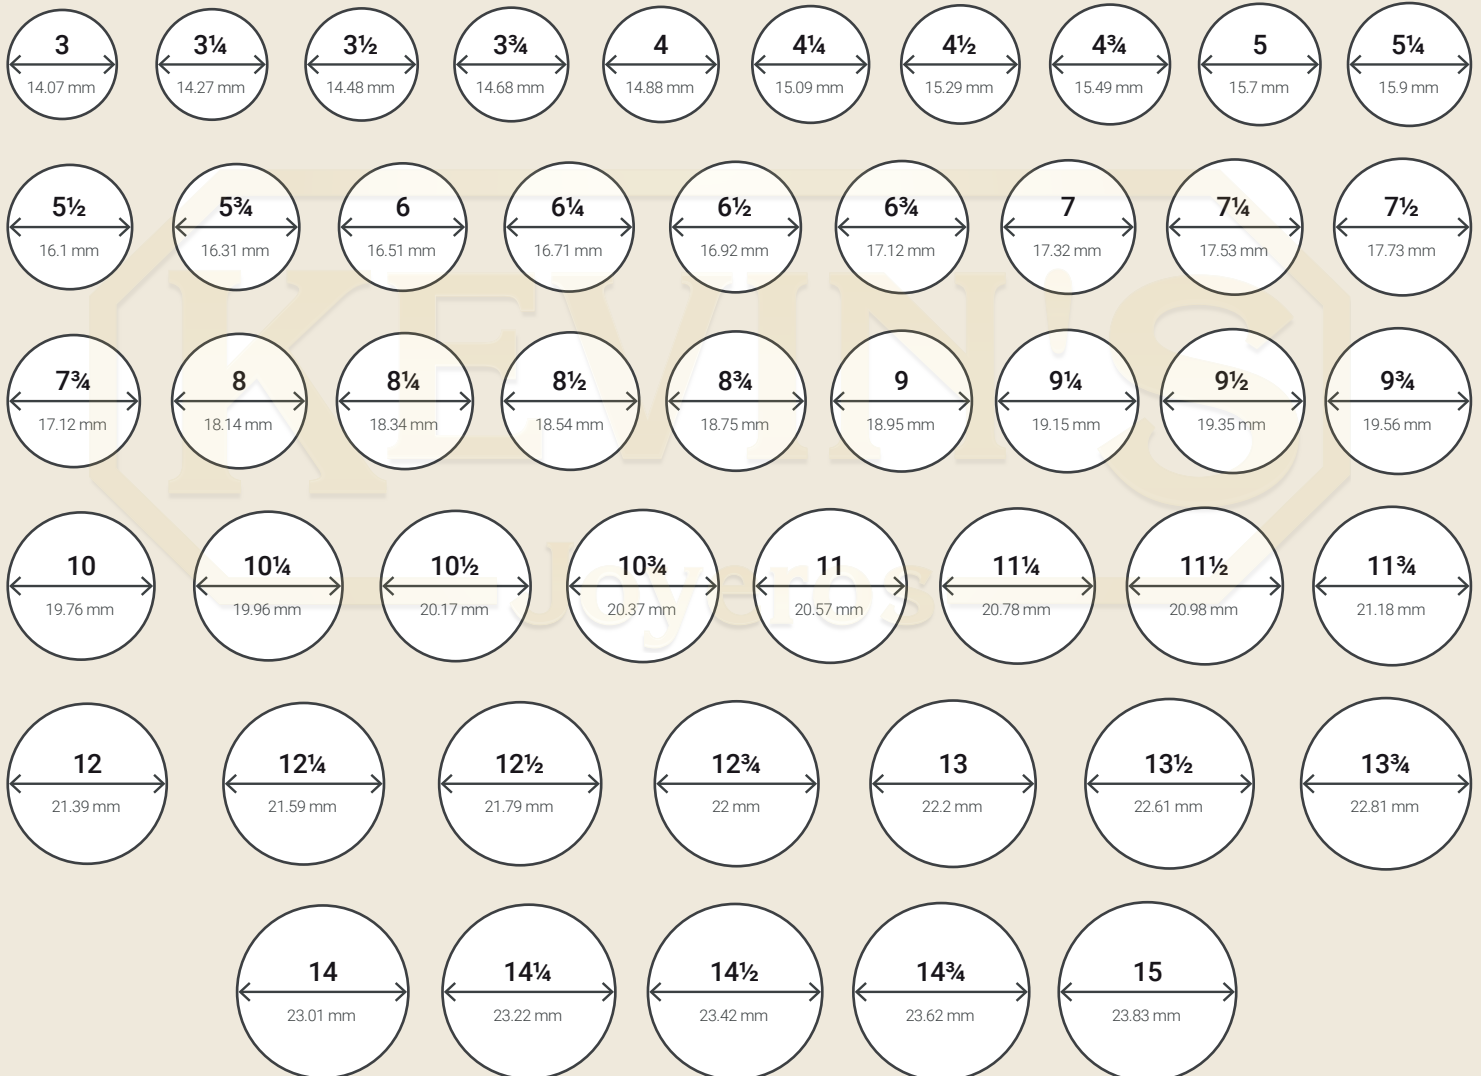 3 3¼ 3½ 3¾ 4 4¼ 4½ 4¾ 5 5¼
14.07 mm 14.27 mm 14.48 mm 14.68 mm 14.88 mm 15.09 mm 15.29 mm 15.49 mm 15.7 mm 15.9 mm
5½ 5¾ 6 6¼ 6½ 6¾ 7 7¼ 7½
16.1 mm 16.31 mm 16.51 mm 16.71 mm 16.92 mm 17.12 mm 17.32 mm 17.53 mm 17.73 mm
KEVIN'S
7¾ 8 8¼ 8½ 8¾ 9 9¼ 9½ 9¾
17.12 mm 18.14 mm 18.34 mm 18.54 mm 18.75 mm 18.95 mm 19.15 mm 19.35 mm 19.56 mm
10 10¼ 10½ 10¾ 11 11¼ 11½ 11¾
Joyeros
19.76 mm 19.96 mm 20.17 mm 20.37 mm 20.57 mm 20.78 mm 20.98 mm 21.18 mm
12 12¼ 12½ 12¾ 13 13½ 13¾
21.39 mm 21.59 mm 21.79 mm 22 mm 22.2 mm 22.61 mm 22.81 mm
14 14¼ 14½ 14¾ 15
23.01 mm 23.22 mm 23.42 mm 23.62 mm 23.83 mm